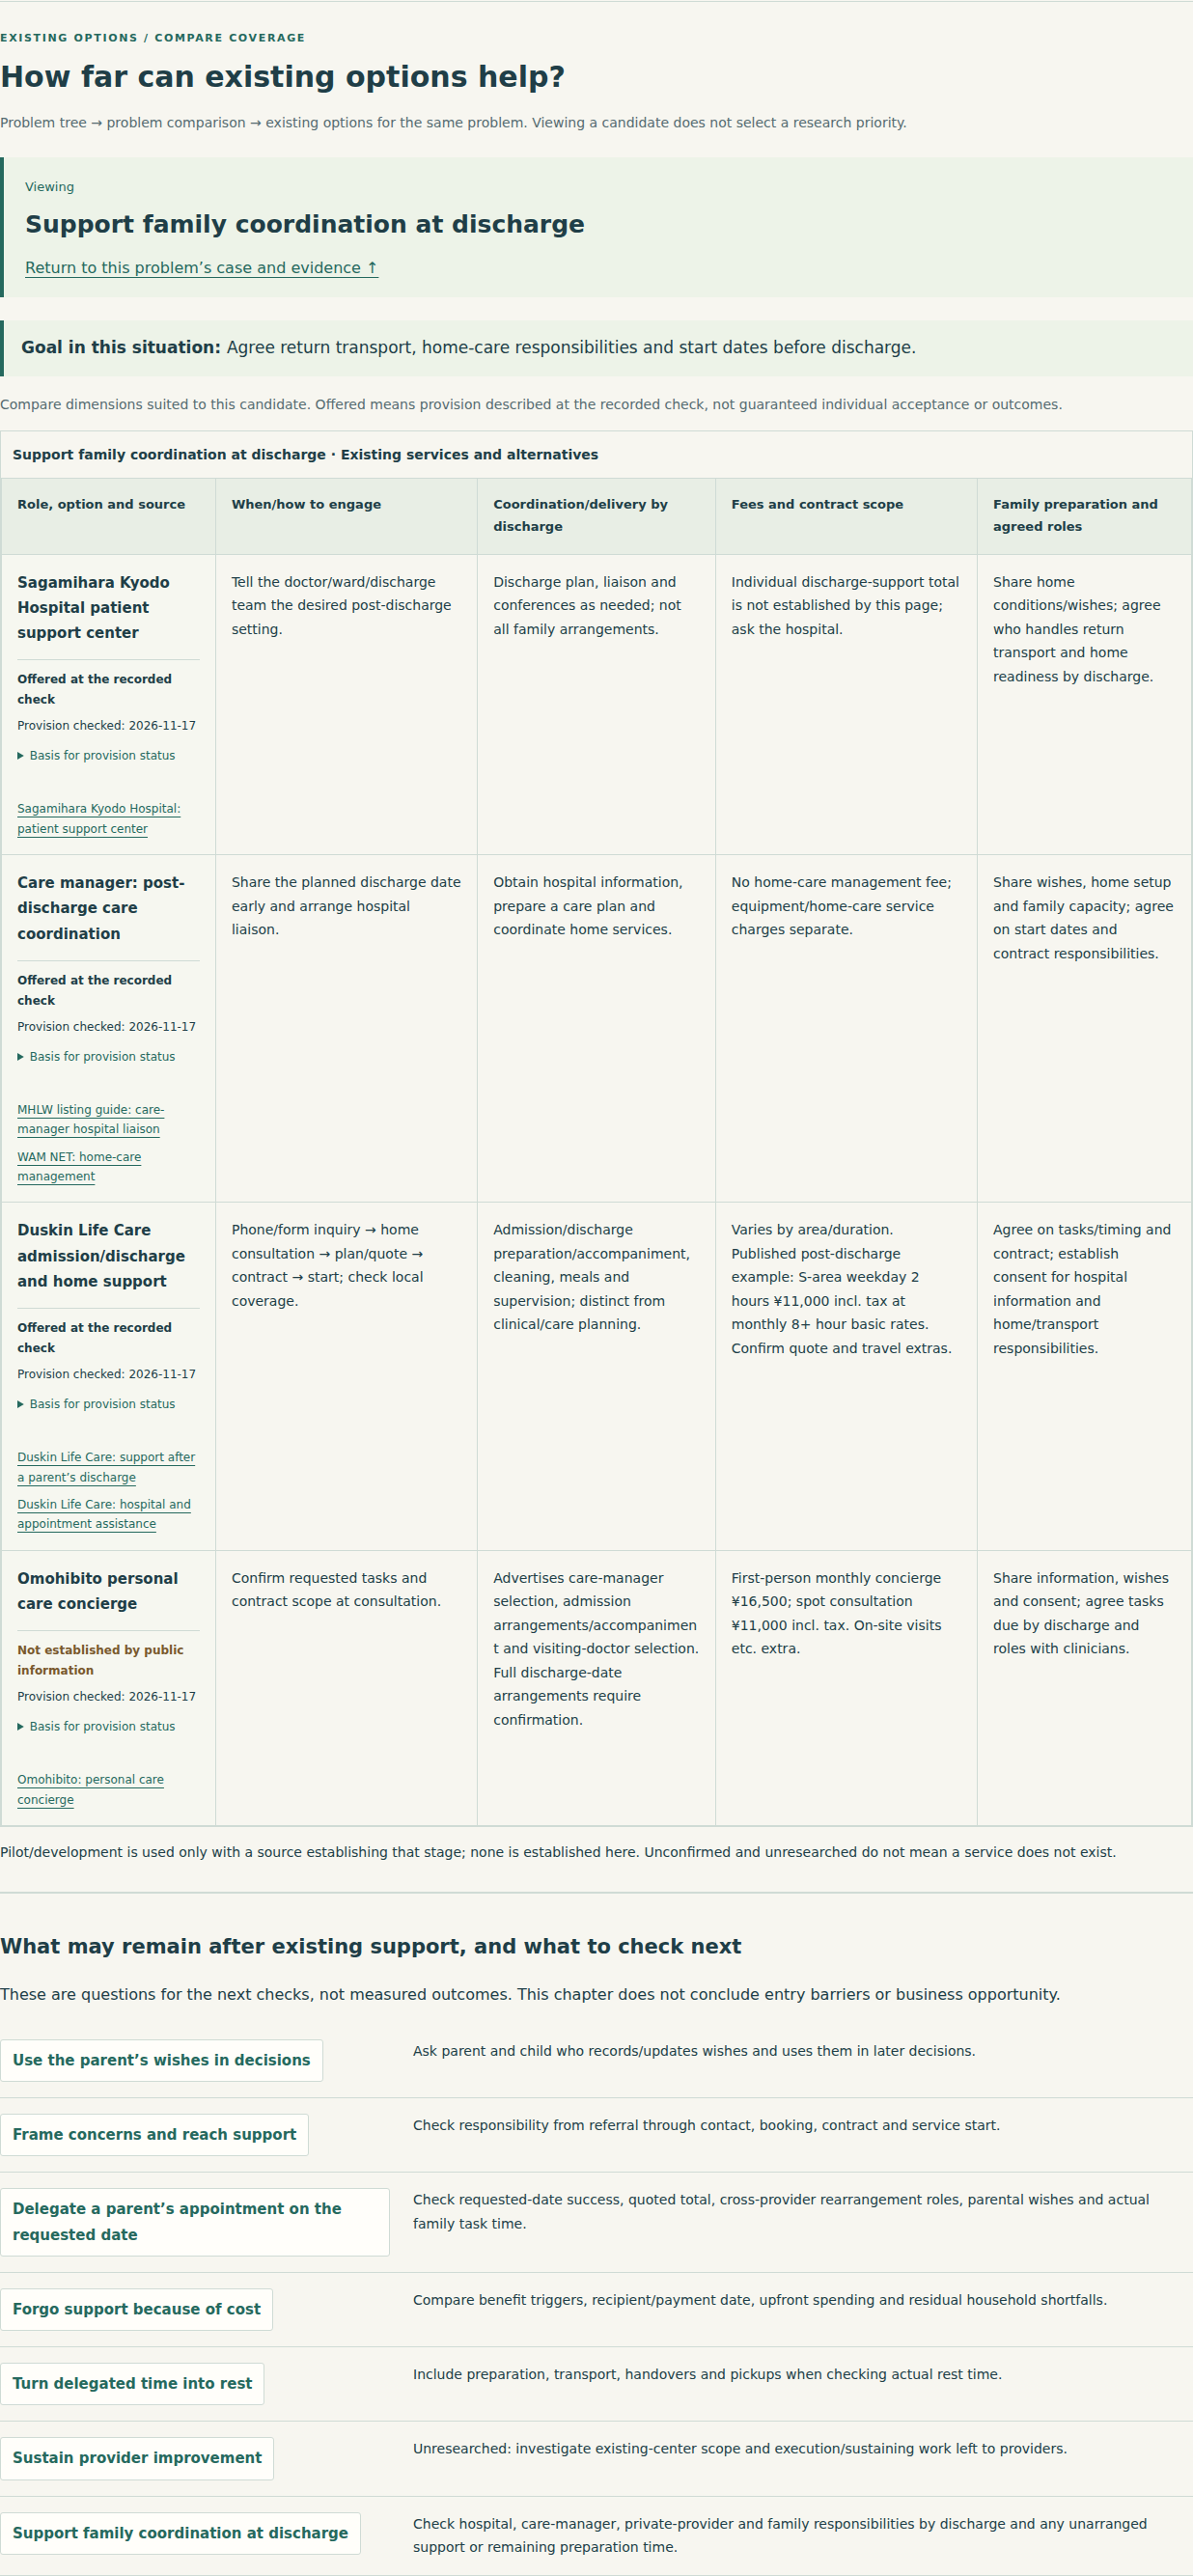 EXISTING OPTIONS / COMPARE COVERAGE
How far can existing options help?
Problem tree → problem comparison → existing options for the same problem. Viewing a candidate does not select a research priority.
Viewing
Support family coordination at discharge
Return to this problem’s case and evidence ↑
Goal in this situation: Agree return transport, home-care responsibilities and start dates before discharge.
Compare dimensions suited to this candidate. Offered means provision described at the recorded check, not guaranteed individual acceptance or outcomes.
Support family coordination at discharge · Existing services and alternatives
Role, option and source
When/how to engage
Coordination/delivery by
discharge
Fees and contract scope
Family preparation and
agreed roles
Sagamihara Kyodo
Hospital patient
support center
Offered at the recorded
check
Provision checked: 2026-11-17
▶ Basis for provision status
Sagamihara Kyodo Hospital:
patient support center
Tell the doctor/ward/discharge
team the desired post-discharge
setting.
Discharge plan, liaison and
conferences as needed; not
all family arrangements.
Individual discharge-support total
is not established by this page;
ask the hospital.
Share home
conditions/wishes; agree
who handles return
transport and home
readiness by discharge.
Care manager: post-
discharge care
coordination
Offered at the recorded
check
Provision checked: 2026-11-17
▶ Basis for provision status
MHLW listing guide: care-
manager hospital liaison
WAM NET: home-care
management
Share the planned discharge date
early and arrange hospital
liaison.
Obtain hospital information,
prepare a care plan and
coordinate home services.
No home-care management fee;
equipment/home-care service
charges separate.
Share wishes, home setup
and family capacity; agree
on start dates and
contract responsibilities.
Duskin Life Care
admission/discharge
and home support
Offered at the recorded
check
Provision checked: 2026-11-17
▶ Basis for provision status
Duskin Life Care: support after
a parent’s discharge
Duskin Life Care: hospital and
appointment assistance
Phone/form inquiry → home
consultation → plan/quote →
contract → start; check local
coverage.
Admission/discharge
preparation/accompaniment,
cleaning, meals and
supervision; distinct from
clinical/care planning.
Varies by area/duration.
Published post-discharge
example: S-area weekday 2
hours ¥11,000 incl. tax at
monthly 8+ hour basic rates.
Confirm quote and travel extras.
Agree on tasks/timing and
contract; establish
consent for hospital
information and
home/transport
responsibilities.
Omohibito personal
care concierge
Not established by public
information
Provision checked: 2026-11-17
▶ Basis for provision status
Omohibito: personal care
concierge
Confirm requested tasks and
contract scope at consultation.
Advertises care-manager
selection, admission
arrangements/accompanimen
t and visiting-doctor selection.
Full discharge-date
arrangements require
confirmation.
First-person monthly concierge
¥16,500; spot consultation
¥11,000 incl. tax. On-site visits
etc. extra.
Share information, wishes
and consent; agree tasks
due by discharge and
roles with clinicians.
Pilot/development is used only with a source establishing that stage; none is established here. Unconfirmed and unresearched do not mean a service does not exist.
What may remain after existing support, and what to check next
These are questions for the next checks, not measured outcomes. This chapter does not conclude entry barriers or business opportunity.
Use the parent’s wishes in decisions
Ask parent and child who records/updates wishes and uses them in later decisions.
Frame concerns and reach support
Check responsibility from referral through contact, booking, contract and service start.
Delegate a parent’s appointment on the
requested date
Check requested-date success, quoted total, cross-provider rearrangement roles, parental wishes and actual
family task time.
Forgo support because of cost
Compare benefit triggers, recipient/payment date, upfront spending and residual household shortfalls.
Turn delegated time into rest
Include preparation, transport, handovers and pickups when checking actual rest time.
Sustain provider improvement
Unresearched: investigate existing-center scope and execution/sustaining work left to providers.
Support family coordination at discharge
Check hospital, care-manager, private-provider and family responsibilities by discharge and any unarranged
support or remaining preparation time.